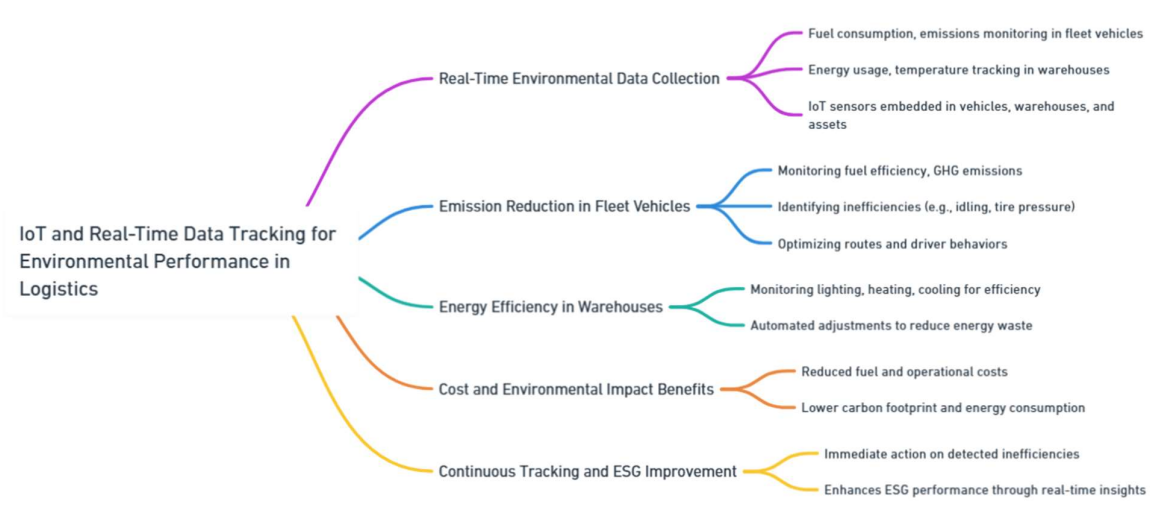 IoT and Real-Time Data Tracking for
Environmental Performance in
Logistics
Real-Time Environmental Data Collection
Fuel consumption, emissions monitoring in fleet vehicles
Energy usage, temperature tracking in warehouses
IoT sensors embedded in vehicles, warehouses, and
assets
Emission Reduction in Fleet Vehicles
Monitoring fuel efficiency, GHG emissions
Identifying inefficiencies (e.g., idling, tire pressure)
Optimizing routes and driver behaviors
Energy Efficiency in Warehouses
Monitoring lighting, heating, cooling for efficiency
Automated adjustments to reduce energy waste
Cost and Environmental Impact Benefits
Reduced fuel and operational costs
Lower carbon footprint and energy consumption
Continuous Tracking and ESG Improvement
Immediate action on detected inefficiencies
Enhances ESG performance through real-time insights